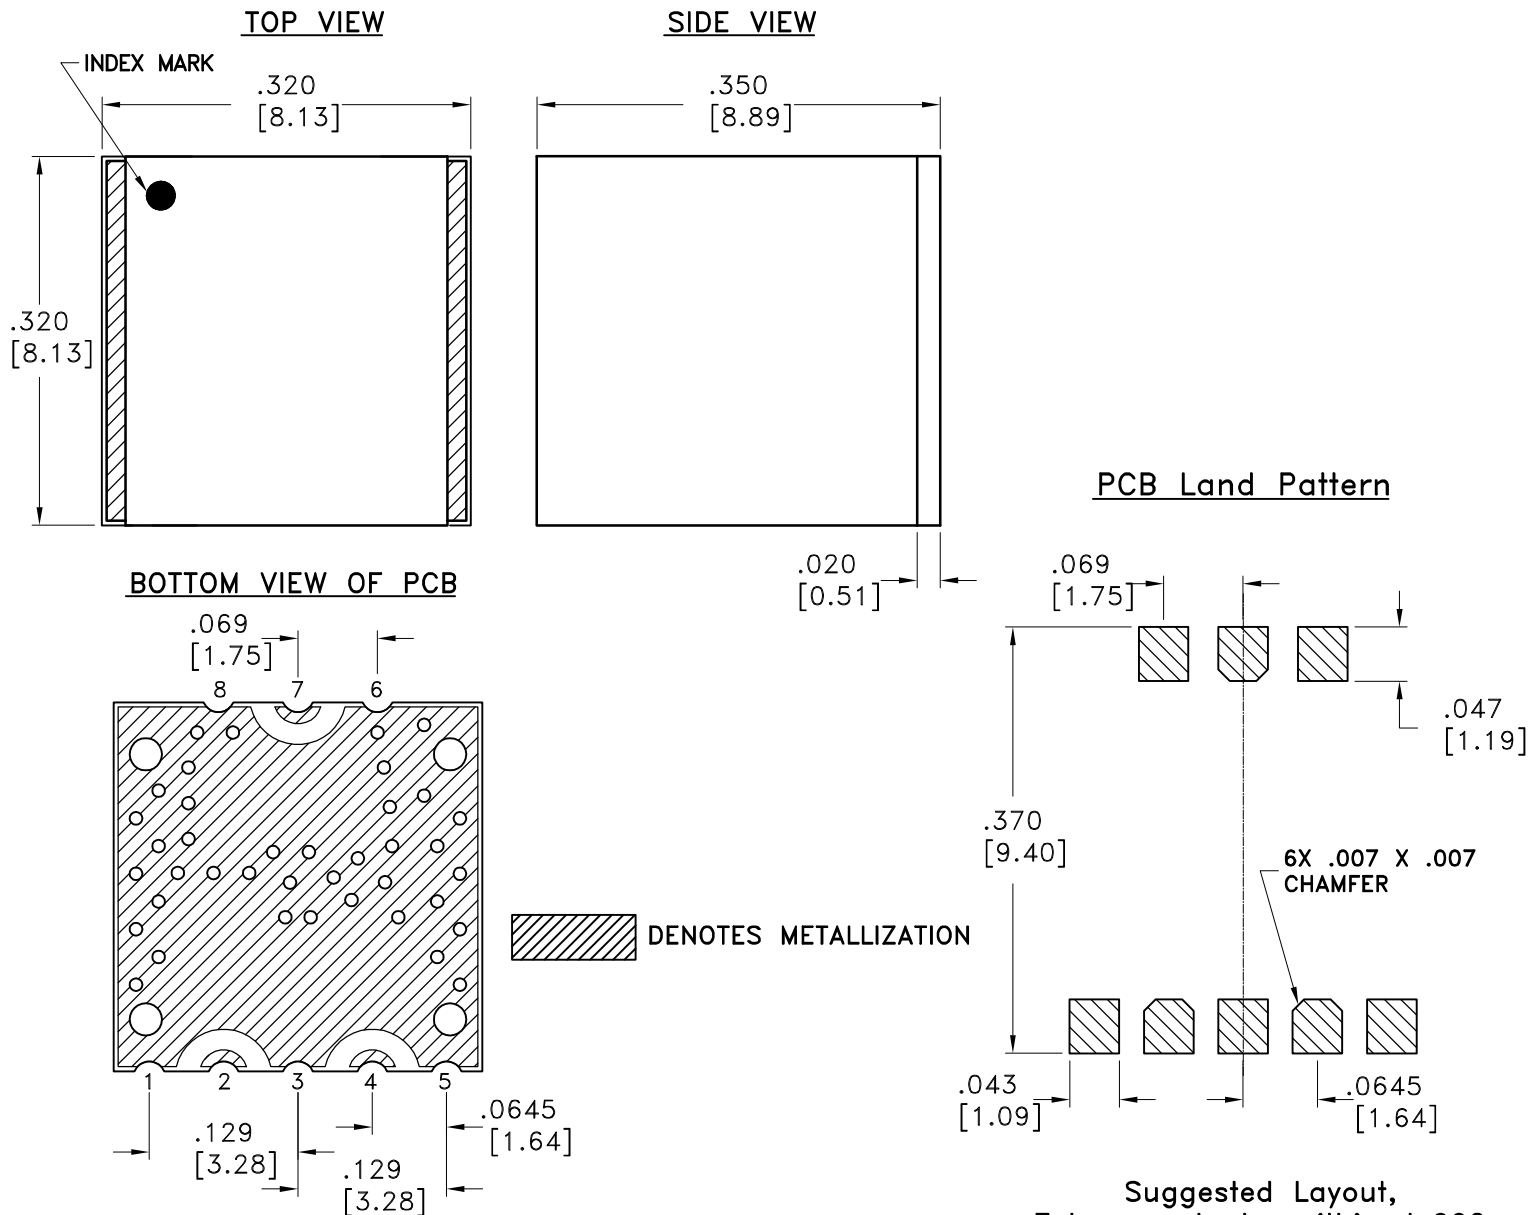 TOP VIEW
SIDE VIEW
INDEX MARK
.320
[8.13]
.350
[8.89]
.320
[8.13]
PCB Land Pattern
.020
[0.51]
.069
[1.75]
BOTTOM VIEW OF PCB
.069
[1.75]
8 7 6
.047
[1.19]
.370
[9.40]
6X .007 X .007
CHAMFER
DENOTES METALLIZATION
1 2 3 4 5
.043
[1.09]
.0645
[1.64]
.0645
[1.64]
.129
[3.28]
.129
[3.28]
Suggested Layout,